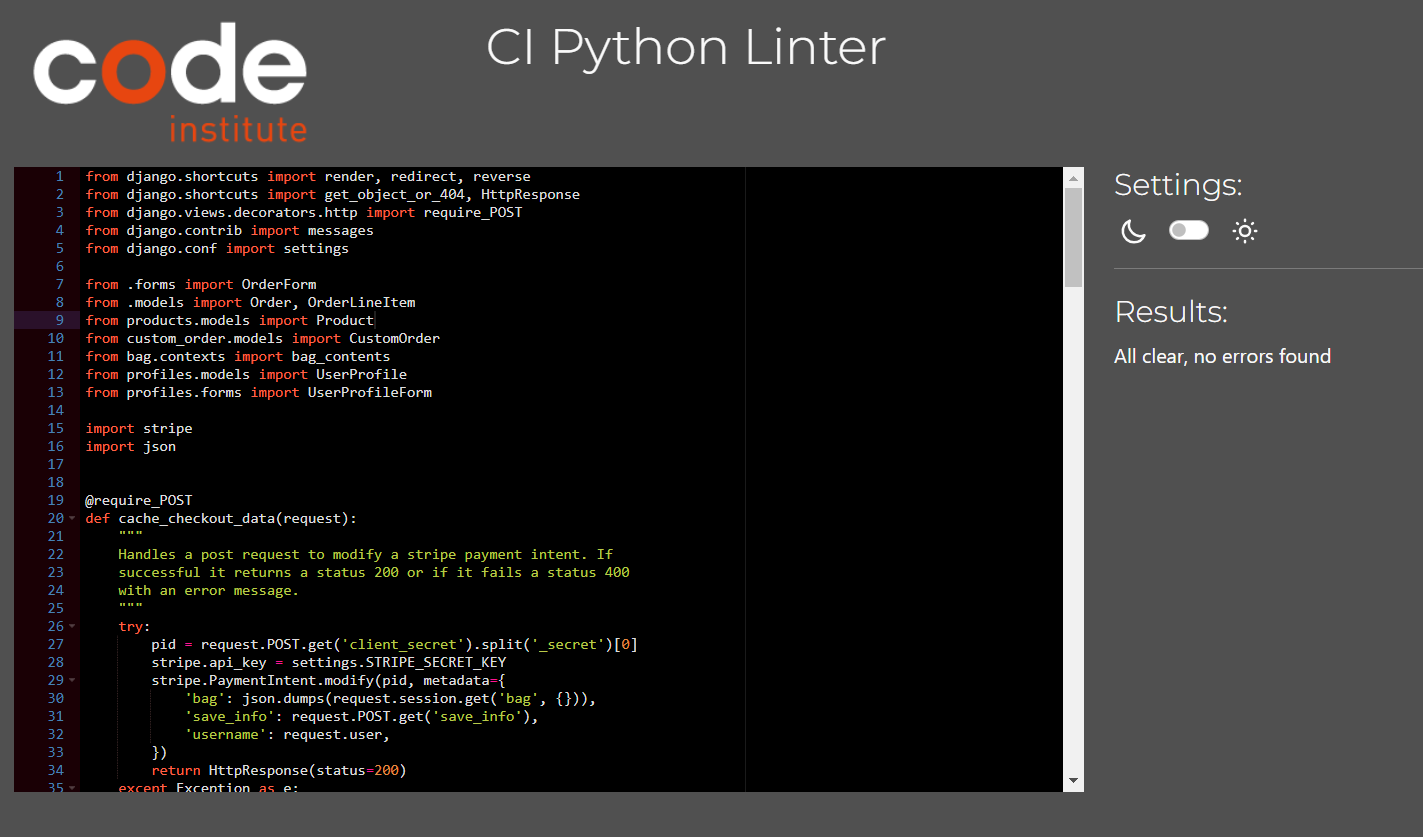 code
institute
CI Python Linter
1 from django.shortcuts import render, redirect, reverse
2 from django.shortcuts import get_object_or_404, HttpResponse
3 from django.views.decorators.http import require_POST
4 from django.contrib import messages
5 from django.conf import settings
6
7 from .forms import OrderForm
8 from .models import Order, OrderLineItem
9 from products.models import Product
10 from custom_order.models import CustomOrder
11 from bag.contexts import bag_contents
12 from profiles.models import UserProfile
13 from profiles.forms import UserProfileForm
14
15 import stripe
16 import json
17
18
19 @require_POST
20 def cache_checkout_data(request):
21     """
22     Handles a post request to modify a stripe payment intent. If
23     successful it returns a status 200 or if it fails a status 400
24     with an error message.
25     """
26     try:
27         pid = request.POST.get('client_secret').split('_secret')[0]
28         stripe.api_key = settings.STRIPE_SECRET_KEY
29         stripe.PaymentIntent.modify(pid, metadata={
30             'bag': json.dumps(request.session.get('bag', {})),
31             'save_info': request.POST.get('save_info'),
32             'username': request.user,
33         })
34         return HttpResponse(status=200)
35     except Exception as e:
Settings:
Results:
All clear, no errors found